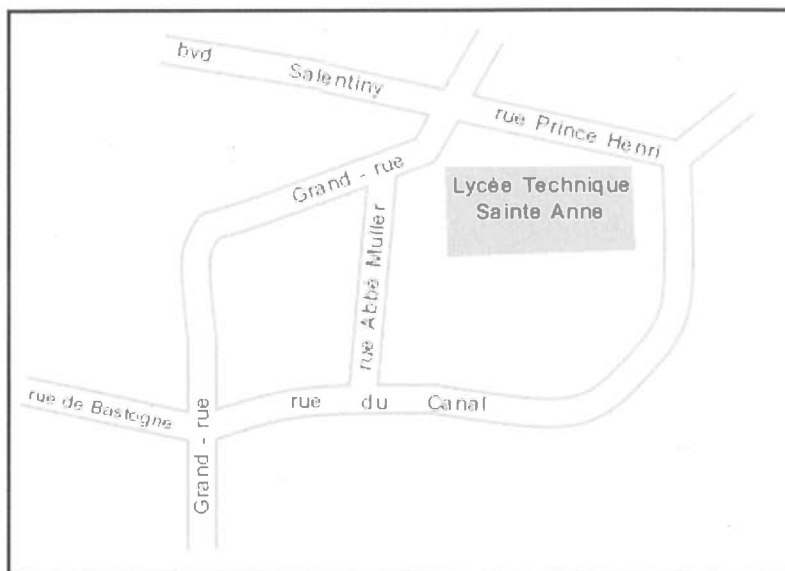 bvd Salentiny
rue Prince Henri
Grand - rue
Lycée Technique
Sainte Anne
rue Abbé Muller
rue de Bastogne
rue du Canal
Grand - rue